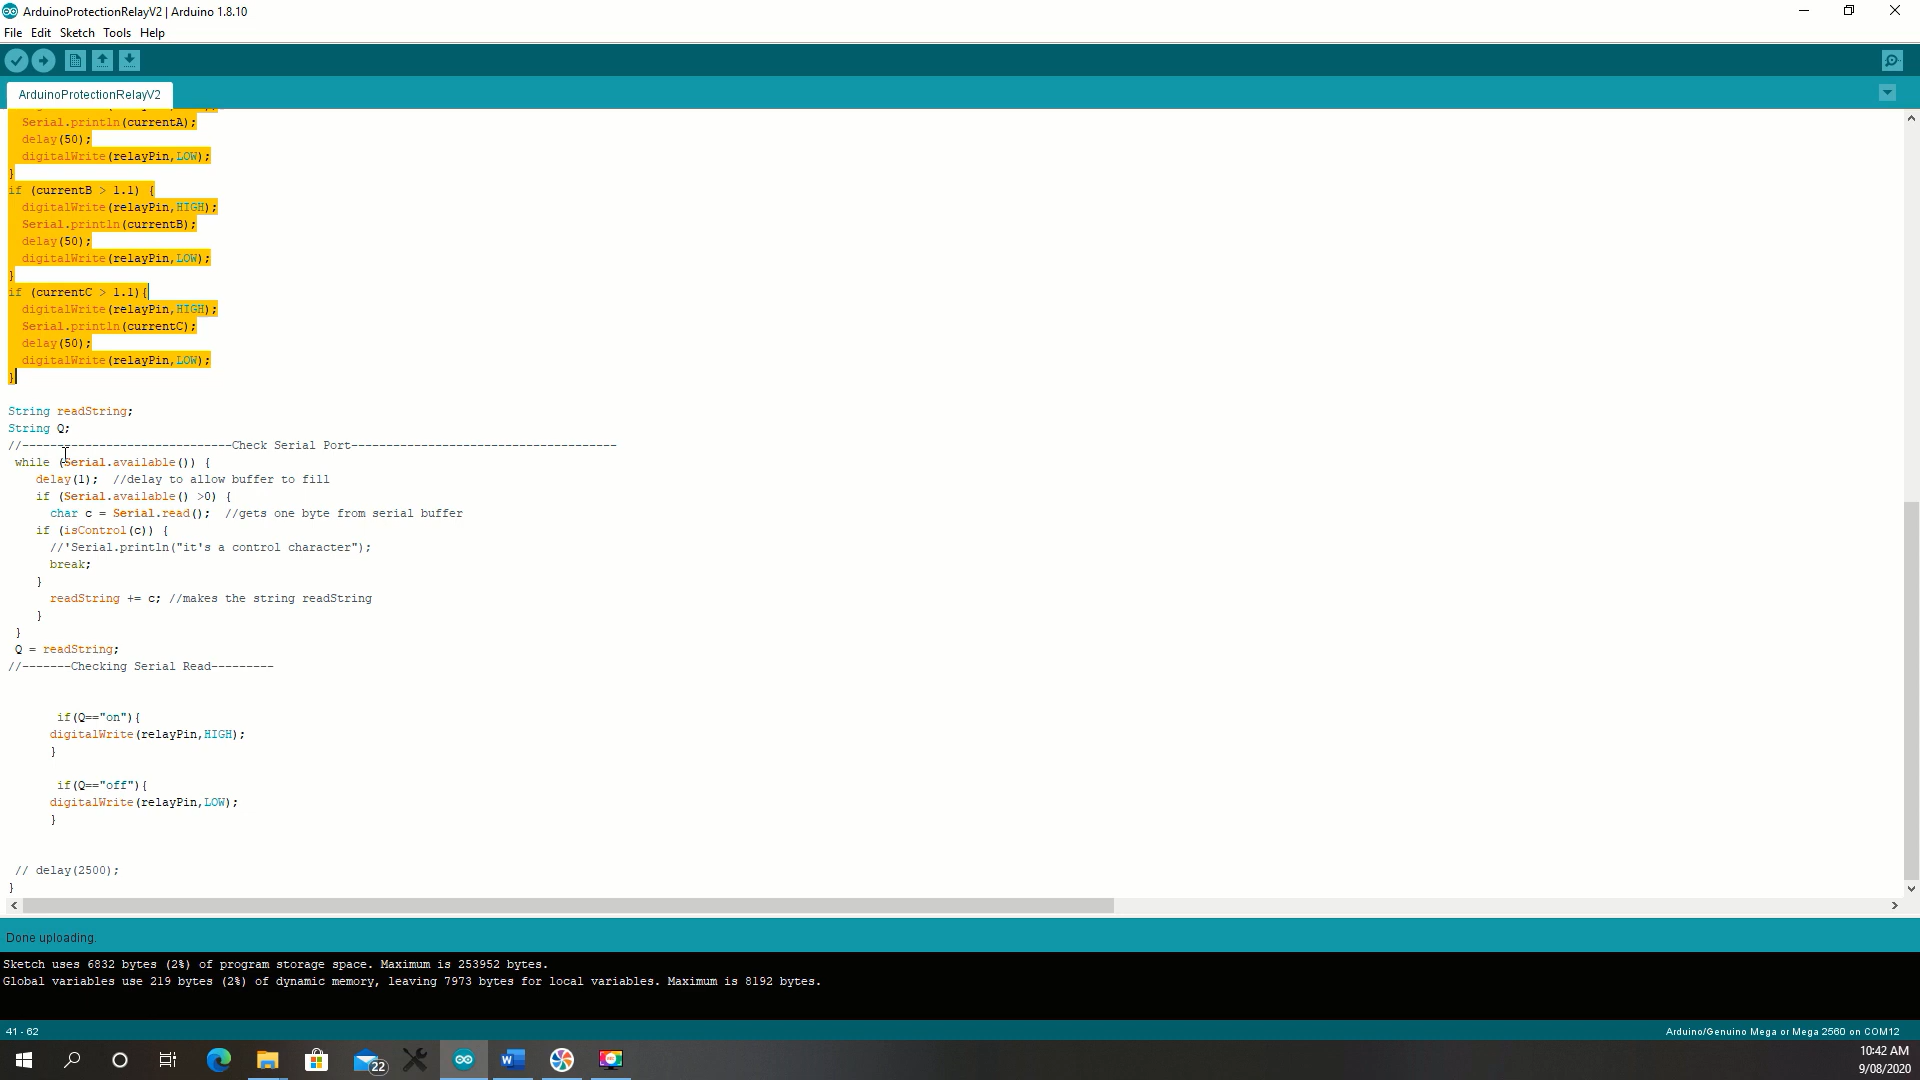 ArduinoProtectionRelayV2 | Arduino 1.8.10
File Edit Sketch Tools Help
ArduinoProtectionRelayV2
Serial.println(currentA);
delay(50);
digitalWrite(relayPin,LOW);
}
if (currentB > 1.1) {
digitalWrite(relayPin,HIGH);
Serial.println(currentB);
delay(50);
digitalWrite(relayPin,LOW);
}
if (currentC > 1.1){
digitalWrite(relayPin,HIGH);
Serial.println(currentC);
delay(50);
digitalWrite(relayPin,LOW);
}
String readString;
String Q;
//------------------------------Check Serial Port--------------------------------------
while (Serial.available()) {
delay(1);  //delay to allow buffer to fill
if (Serial.available() >0) {
char c = Serial.read();  //gets one byte from serial buffer
if (isControl(c)) {
//'Serial.println("it's a control character");
break;
}
readString += c; //makes the string readString
}
}
Q = readString;
//-------Checking Serial Read---------
if(Q=="on"){
digitalWrite(relayPin,HIGH);
}
if(Q=="off"){
digitalWrite(relayPin,LOW);
}
// delay(2500);
}
Done uploading.
Sketch uses 6832 bytes (2%) of program storage space. Maximum is 253952 bytes.
Global variables use 219 bytes (2%) of dynamic memory, leaving 7973 bytes for local variables. Maximum is 8192 bytes.
41 - 62 Arduino/Genuino Mega or Mega 2560 on COM12
22
10:42 AM
9/08/2020